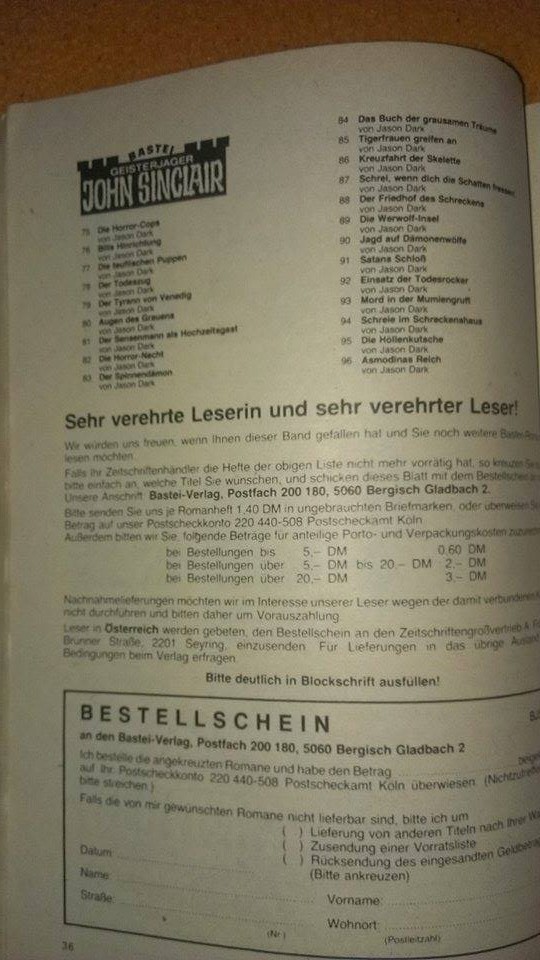 BASTEI
GEISTERJÄGER
JOHN SINCLAIR
75 Die Horror-Cops
von Jason Dark
76 Bitte Hinrichtung
von Jason Dark
77 Die teuflischen Puppen
von Jason Dark
78 Der Todeszug
von Jason Dark
79 Der Tyrann von Venedig
von Jason Dark
80 Augen des Grauens
von Jason Dark
81 Der Sensenmann als Hochzeitsgast
von Jason Dark
82 Die Horror-Nacht
von Jason Dark
83 Der Spinnendämon
von Jason Dark
84 Das Buch der grausamen Träume
von Jason Dark
85 Tigerfrauen greifen an
von Jason Dark
86 Kreuzfahrt der Skelette
von Jason Dark
87 Schrei, wenn dich die Schatten fressen!
von Jason Dark
88 Der Friedhof des Schreckens
von Jason Dark
89 Die Werwolf-Insel
von Jason Dark
90 Jagd auf Dämonenwölfe
von Jason Dark
91 Satans Schloß
von Jason Dark
92 Einsatz der Todesrocker
von Jason Dark
93 Mord in der Mumiengruft
von Jason Dark
94 Schreie im Schreckenshaus
von Jason Dark
95 Die Höllenkutsche
von Jason Dark
96 Asmodinas Reich
von Jason Dark
Sehr verehrte Leserin und sehr verehrter Leser!
Wir würden uns freuen, wenn Ihnen dieser Band gefallen hat und Sie noch weitere Bastei-
lesen möchten.
Falls Ihr Zeitschriftenhändler die Hefte der obigen Liste nicht mehr vorrätig hat, so kreuzen Sie
bitte einfach an, welche Titel Sie wünschen, und schicken dieses Blatt mit dem Bestellschein an
Unsere Anschrift: Bastei-Verlag, Postfach 200 180, 5060 Bergisch Gladbach 2.
Bitte senden Sie uns je Romanheft 1,40 DM in ungebrauchten Briefmarken, oder überweisen Sie
Betrag auf unser Postscheckkonto 220 440-508 Postscheckamt Köln
Außerdem bitten wir Sie, folgende Beträge für anteilige Porto- und Verpackungskosten
bei Bestellungen bis 5,– DM 0,60 DM
bei Bestellungen über 5,– DM bis 20,– DM 2,– DM
bei Bestellungen über 20,– DM 3,– DM
Nachnahmelieferungen möchten wir im Interesse unserer Leser wegen der damit verbundenen
nicht durchführen und bitten daher um Vorauszahlung.
Leser in Österreich werden gebeten, den Bestellschein an den Zeitschriftengroßvertrieb A.
Brünner Straße, 2201 Seyring, einzusenden. Für Lieferungen in das übrige
Bedingungen beim Verlag erfragen.
Bitte deutlich in Blockschrift ausfüllen!
BESTELLSCHEIN
an den Bastei-Verlag, Postfach 200 180, 5060 Bergisch Gladbach 2
Ich bestelle die angekreuzten Romane und habe den Betrag
auf Ihr Postscheckkonto 220 440-508 Postscheckamt Köln überwiesen.
bitte streichen.)
Falls die von mir gewünschten Romane nicht lieferbar sind, bitte ich um
( ) Lieferung von anderen Titeln nach Ihrer
( ) Zusendung einer Vorratsliste
( ) Rücksendung des eingesandten
(Bitte ankreuzen)
Datum:
Name:
Vorname:
Straße:
(Nr.)
Wohnort:
(Postleitzahl)
36